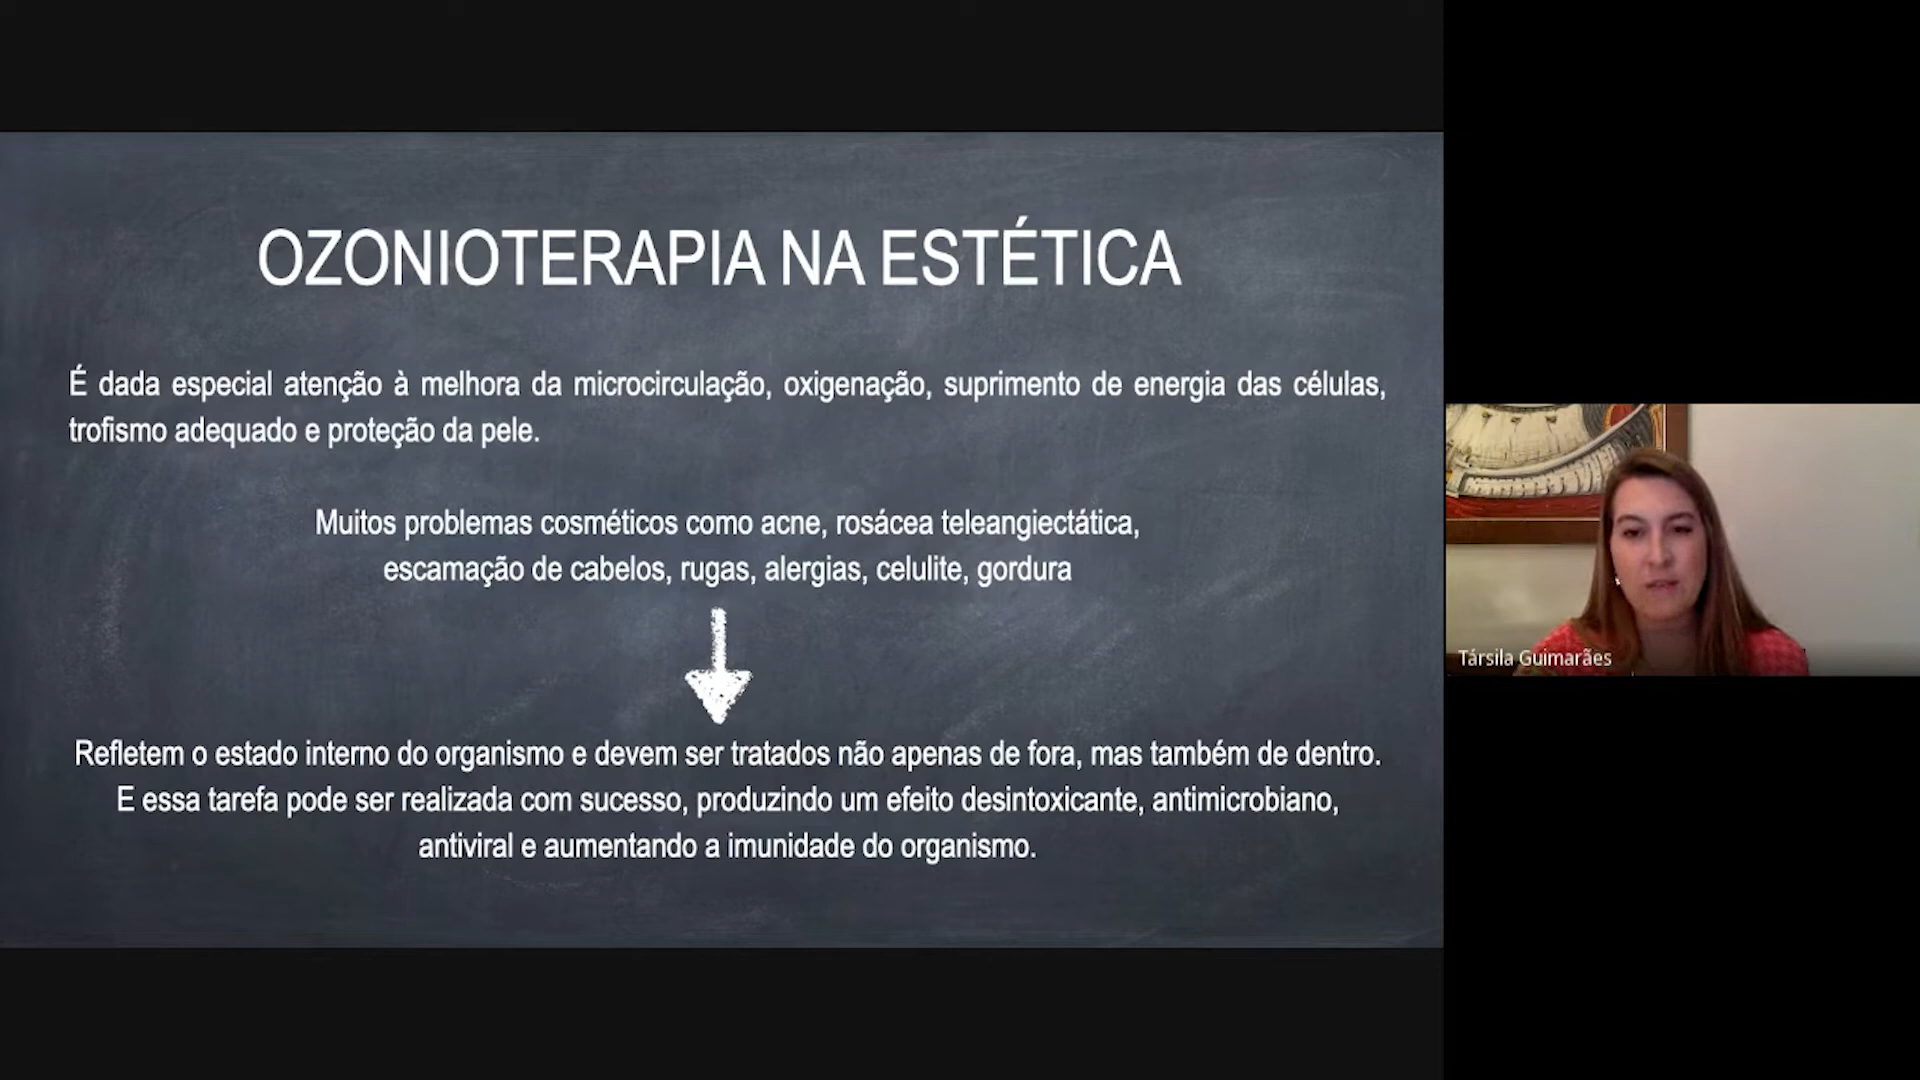 OZONIOTERAPIA NA ESTÉTICA
É dada especial atenção à melhora da microcirculação, oxigenação, suprimento de energia das células,
trofismo adequado e proteção da pele.
Muitos problemas cosméticos como acne, rosácea teleangiectática,
escamação de cabelos, rugas, alergias, celulite, gordura
Refletem o estado interno do organismo e devem ser tratados não apenas de fora, mas também de dentro.
E essa tarefa pode ser realizada com sucesso, produzindo um efeito desintoxicante, antimicrobiano,
antiviral e aumentando a imunidade do organismo.
Társila Guimarães